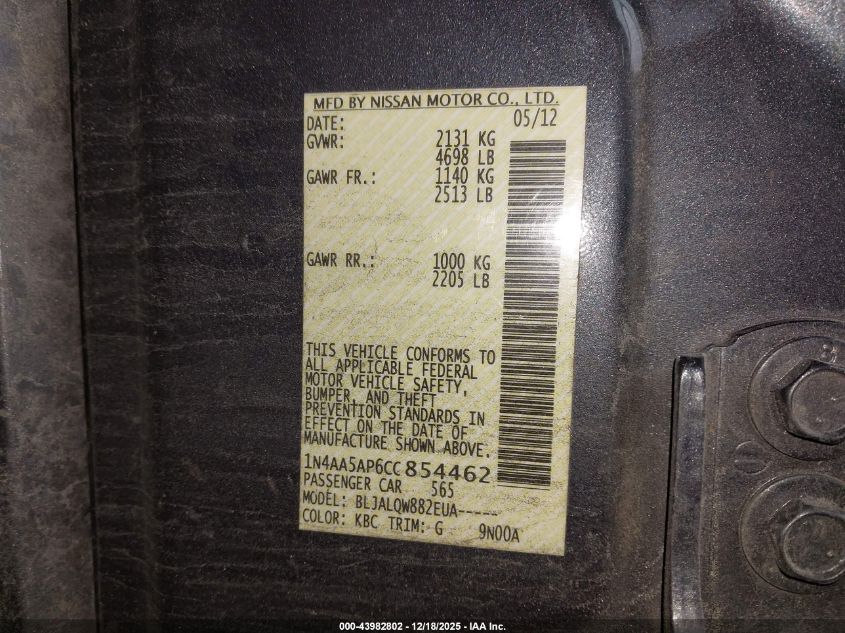 MFD BY NISSAN MOTOR CO., LTD.
DATE: 05/12
GVWR: 2131 KG
4698 LB
GAWR FR.: 1140 KG
2513 LB
GAWR RR.: 1000 KG
2205 LB
THIS VEHICLE CONFORMS TO
ALL APPLICABLE FEDERAL
MOTOR VEHICLE SAFETY,
BUMPER, AND THEFT
PREVENTION STANDARDS IN
EFFECT ON THE DATE OF
MANUFACTURE SHOWN ABOVE.
1N4AA5AP6CC854462
PASSENGER CAR 565
MODEL: BLJALQW882EUA-----
COLOR: KBC TRIM: G 9N00A
000-43982802 - 12/18/2025 - IAA Inc.